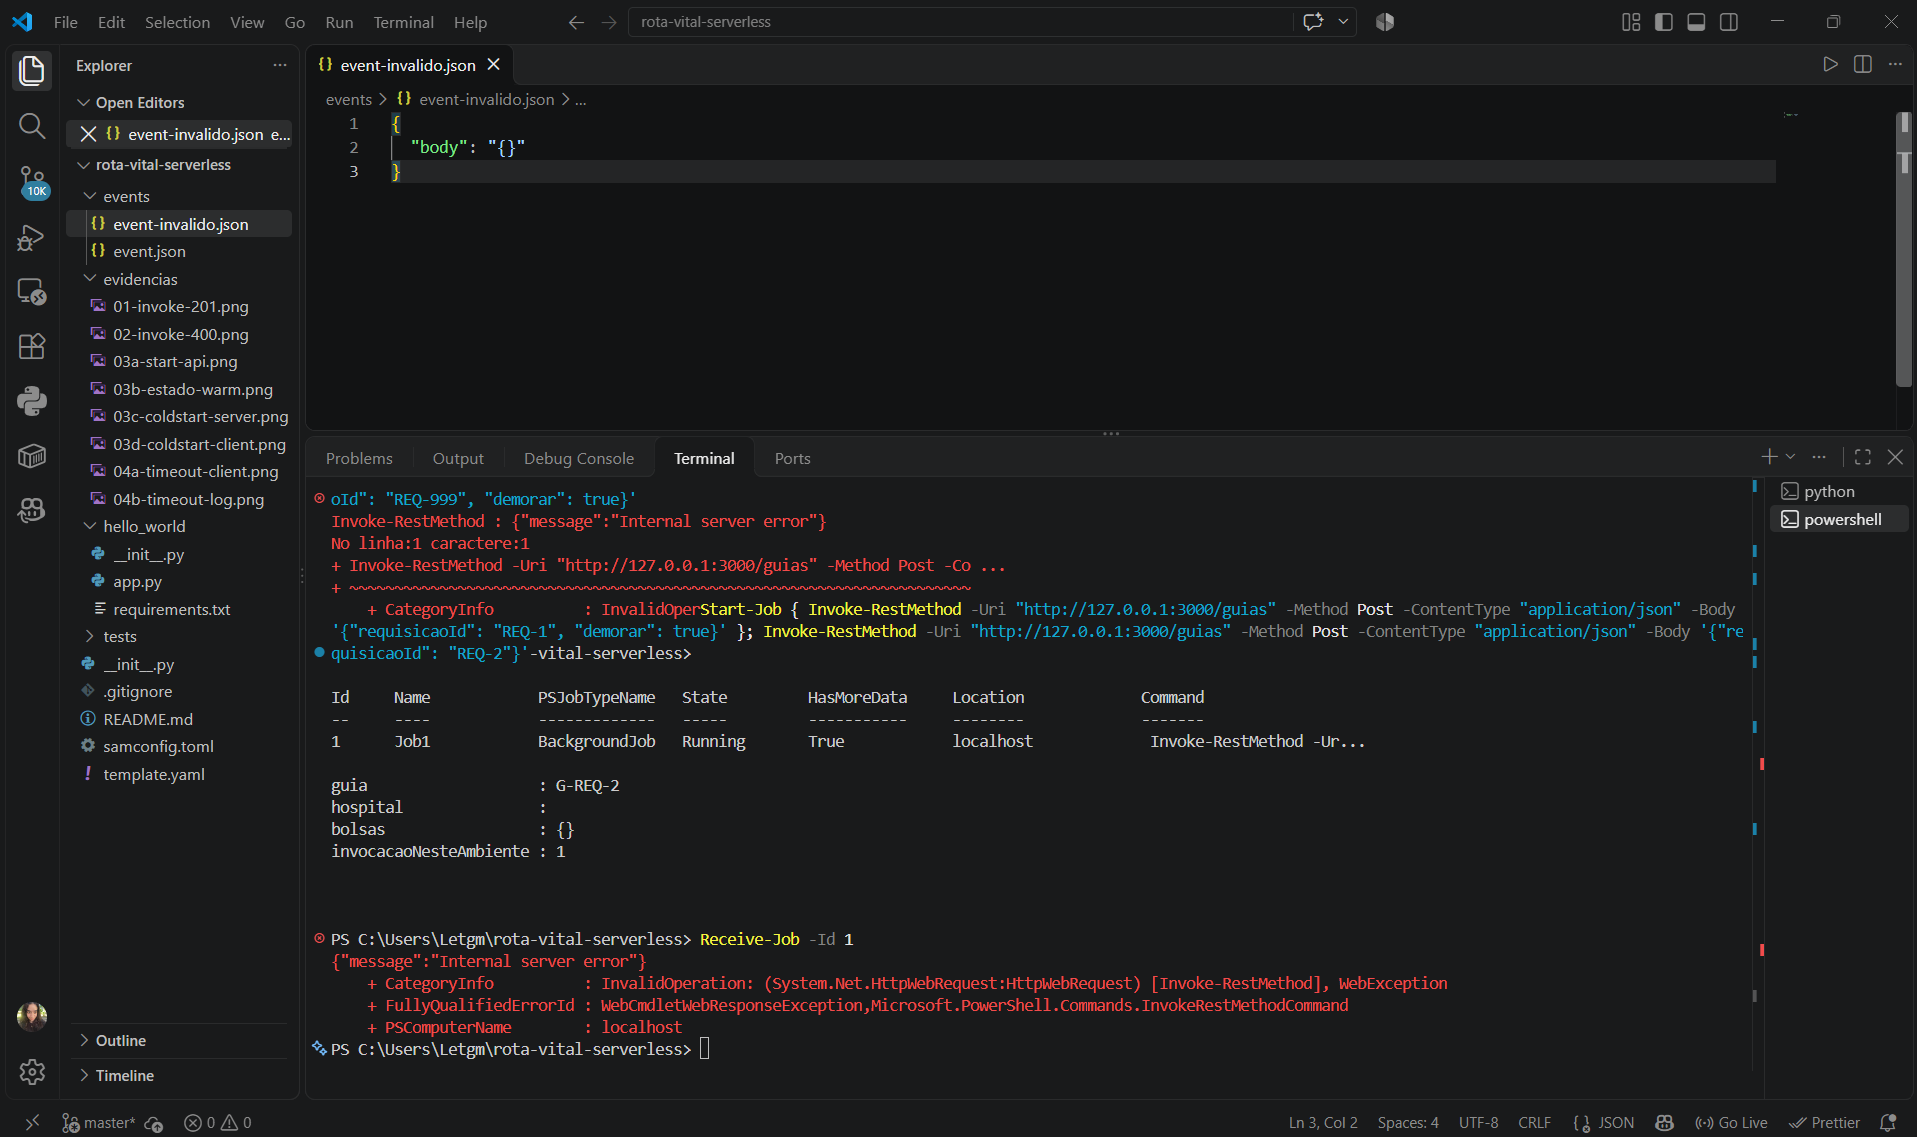 File Edit Selection View Go Run Terminal Help
rota-vital-serverless
Explorer
Open Editors
event-invalido.json e...
rota-vital-serverless
events
event-invalido.json
event.json
evidencias
01-invoke-201.png
02-invoke-400.png
03a-start-api.png
03b-estado-warm.png
03c-coldstart-server.png
03d-coldstart-client.png
04a-timeout-client.png
04b-timeout-log.png
hello_world
__init__.py
app.py
requirements.txt
tests
__init__.py
.gitignore
README.md
samconfig.toml
template.yaml
Outline
Timeline
10K
event-invalido.json
events > {} event-invalido.json > ...
1 {
2 "body": "{}"
3 }
Problems Output Debug Console Terminal Ports
python
powershell
oId": "REQ-999", "demorar": true}'
Invoke-RestMethod : {"message":"Internal server error"}
No linha:1 caractere:1
+ Invoke-RestMethod -Uri "http://127.0.0.1:3000/guias" -Method Post -Co ...
+ ~~~~~~~~~~~~~~~~~~~~~~~~~~~~~~~~~~~~~~~~~~~~~~~~~~~~~~~~~~~~~~~~~~~~~
+ CategoryInfo : InvalidOperStart-Job { Invoke-RestMethod -Uri "http://127.0.0.1:3000/guias" -Method Post -ContentType "application/json" -Body
'{"requisicaoId": "REQ-1", "demorar": true}' }; Invoke-RestMethod -Uri "http://127.0.0.1:3000/guias" -Method Post -ContentType "application/json" -Body '{"re
quisicaoId": "REQ-2"}'-vital-serverless>
Id Name PSJobTypeName State HasMoreData Location Command
-- ---- ------------- ----- ----------- -------- -------
1 Job1 BackgroundJob Running True localhost Invoke-RestMethod -Ur...
guia : G-REQ-2
hospital :
bolsas : {}
invocacaoNesteAmbiente : 1
PS C:\Users\Letgm\rota-vital-serverless> Receive-Job -Id 1
{"message":"Internal server error"}
+ CategoryInfo : InvalidOperation: (System.Net.HttpWebRequest:HttpWebRequest) [Invoke-RestMethod], WebException
+ FullyQualifiedErrorId : WebCmdletWebResponseException,Microsoft.PowerShell.Commands.InvokeRestMethodCommand
+ PSComputerName : localhost
PS C:\Users\Letgm\rota-vital-serverless>
master* 0 0 Ln 3, Col 2 Spaces: 4 UTF-8 CRLF {} JSON Go Live Prettier